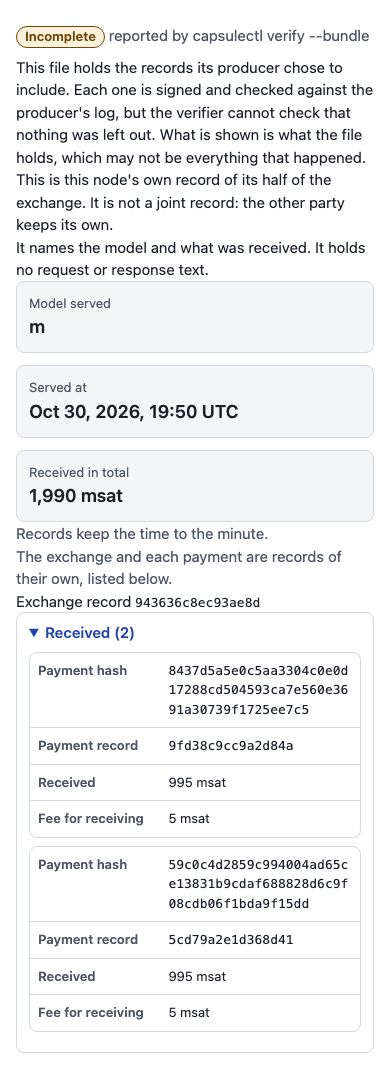 Incomplete reported by capsulectl verify --bundle
This file holds the records its producer chose to
include. Each one is signed and checked against the
producer's log, but the verifier cannot check that
nothing was left out. What is shown is what the file
holds, which may not be everything that happened.
This is this node's own record of its half of the
exchange. It is not a joint record: the other party
keeps its own.
It names the model and what was received. It holds
no request or response text.
Model served
m
Served at
Oct 30, 2026, 19:50 UTC
Received in total
1,990 msat
Records keep the time to the minute.
The exchange and each payment are records of
their own, listed below.
Exchange record 943636c8ec93ae8d
▼ Received (2)
Payment hash 8437d5a5e0c5aa3304c0e0d
17288cd504593ca7e560e36
91a30739f1725ee7c5
Payment record 9fd38c9cc9a2d84a
Received 995 msat
Fee for receiving 5 msat
Payment hash 59c0c4d2859c994004ad65c
e13831b9cdaf688828d6c9f
08cdb06f1bda9f15dd
Payment record 5cd79a2e1d368d41
Received 995 msat
Fee for receiving 5 msat